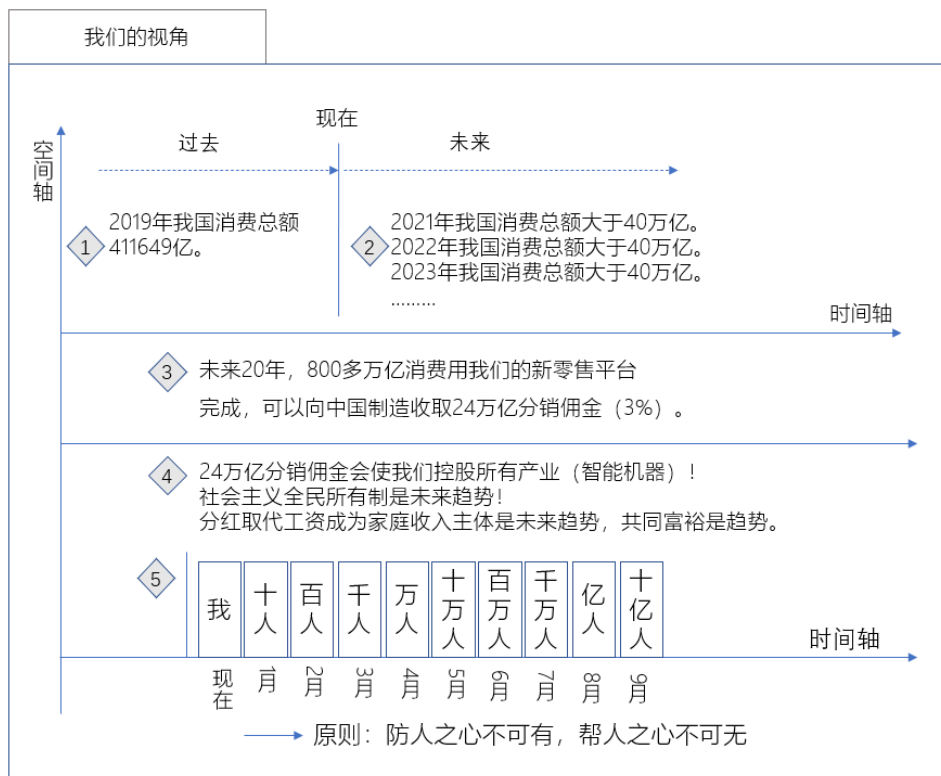 我们的视角
现在
过去
未来
空间轴
1
2019年我国消费总额
411649亿。
2
2021年我国消费总额大于40万亿。
2022年我国消费总额大于40万亿。
2023年我国消费总额大于40万亿。
………
时间轴
3
未来20年，800多万亿消费用我们的新零售平台
完成，可以向中国制造收取24万亿分销佣金（3%）。
4
24万亿分销佣金会使我们控股所有产业（智能机器）！
社会主义全民所有制是未来趋势！
分红取代工资成为家庭收入主体是未来趋势，共同富裕是趋势。
5
我
十人
百人
千人
万人
十万人
百万人
千万人
亿人
十亿人
时间轴
现在
1月
2月
3月
4月
5月
6月
7月
8月
9月
原则：防人之心不可有，帮人之心不可无